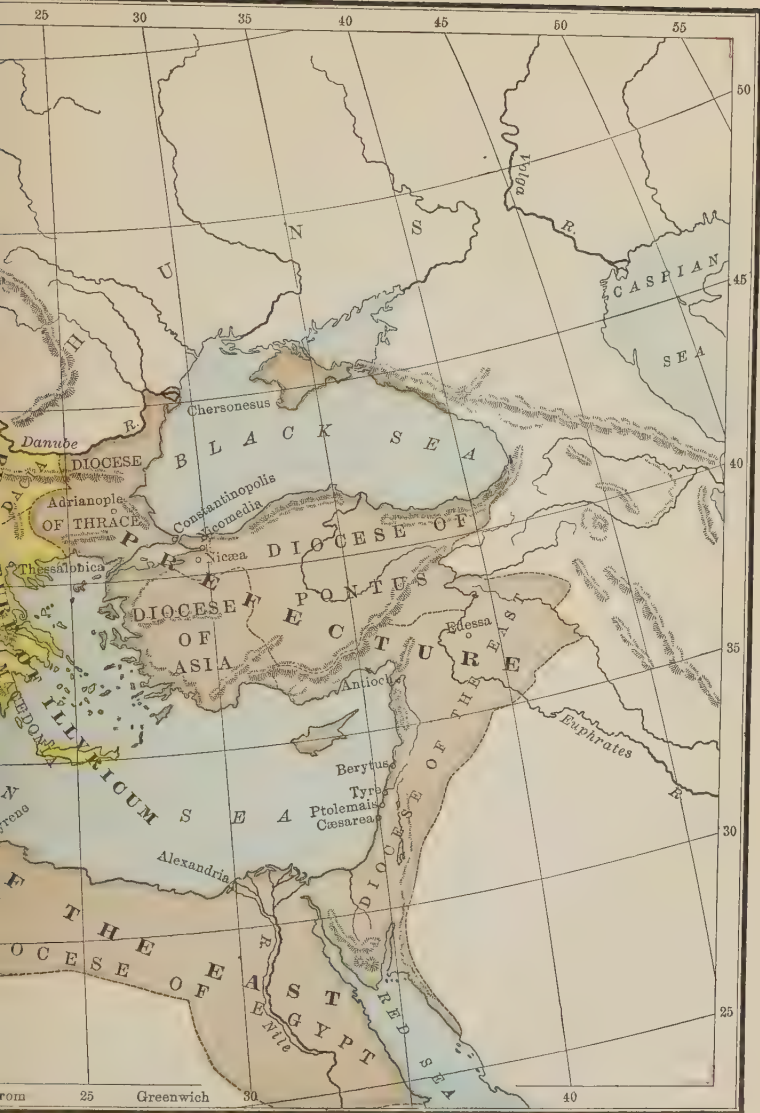 25 30 35 40 45 50 55
50
Volga
R.
H U N S
CASPIAN
45
SEA
Chersonesus
Danube
R.
BLACK SEA
40
DIOCESE
Adrianople
OF THRACE
Constantinopolis
Nicomedia
Nicæa
DIOCESE OF
PONTUS
Thessalonica
PREFECTURE
DIOCESE
OF
ASIA
Edessa
35
Antioch
Euphrates
R.
OF ILLYRICUM
MACEDONIA
DIOCESE OF THE EAST
Berytus
Tyre
Ptolemais
Cæsarea
SEA
30
Alexandria
F THE EAST
OCESE OF
EGYPT
R.
Nile
RED SEA
25
rom 25 Greenwich 30 40